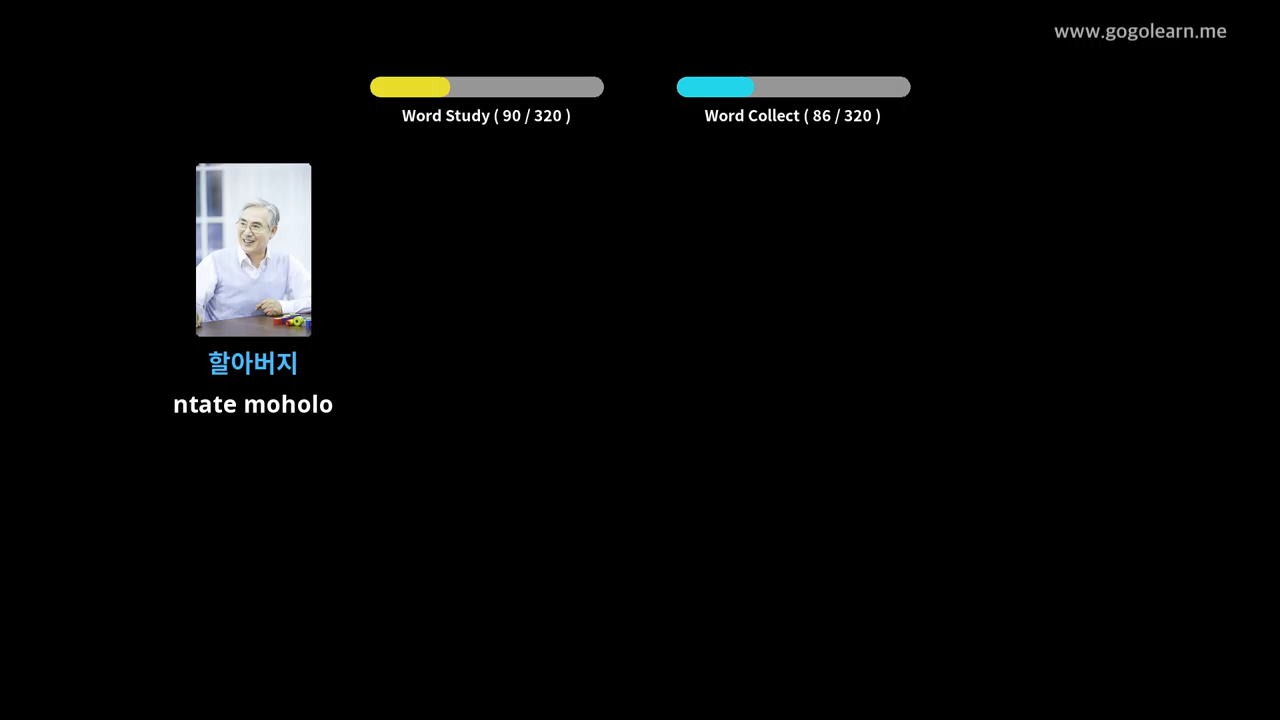 www.gogolearn.me
Word Study ( 90 / 320 )
Word Collect ( 86 / 320 )
할아버지
ntate moholo